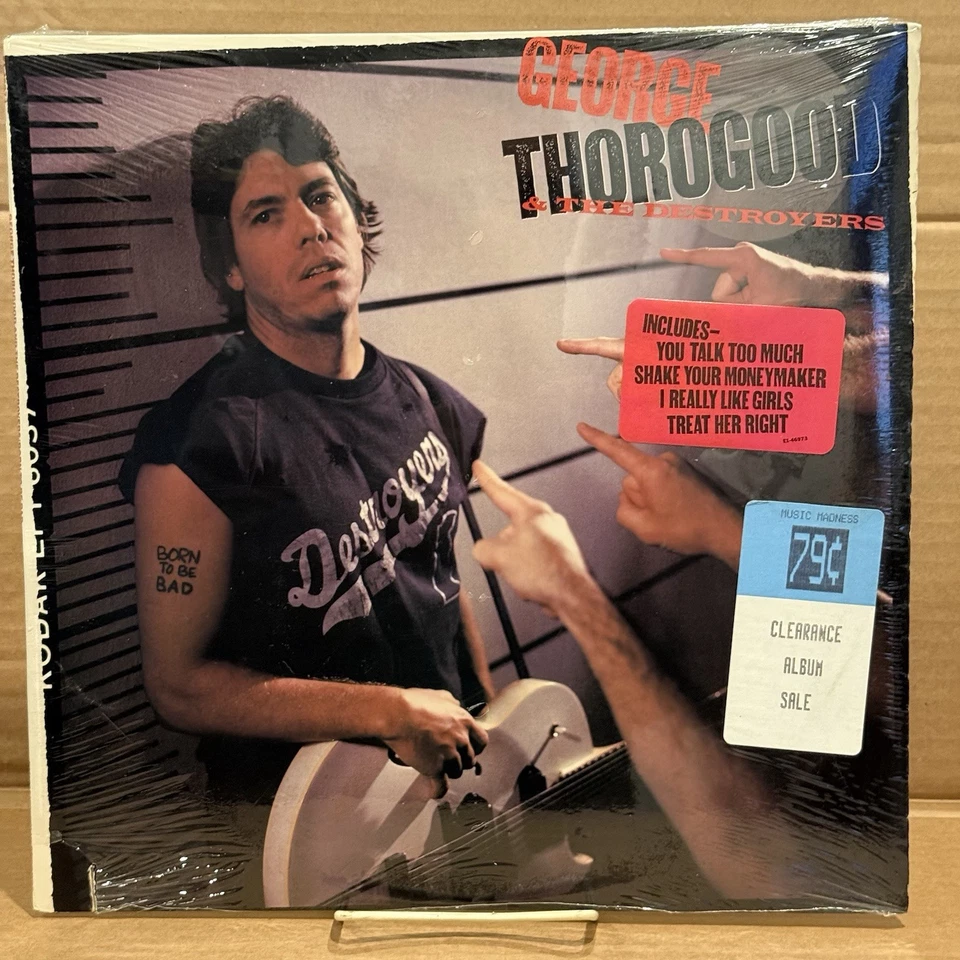 GEORGE
THOROGOOD
& THE DESTROYERS
INCLUDES–
YOU TALK TOO MUCH
SHAKE YOUR MONEYMAKER
I REALLY LIKE GIRLS
TREAT HER RIGHT
Destroyers
BORN
TO BE
BAD
MUSIC MADNESS
79¢
CLEARANCE
ALBUM
SALE